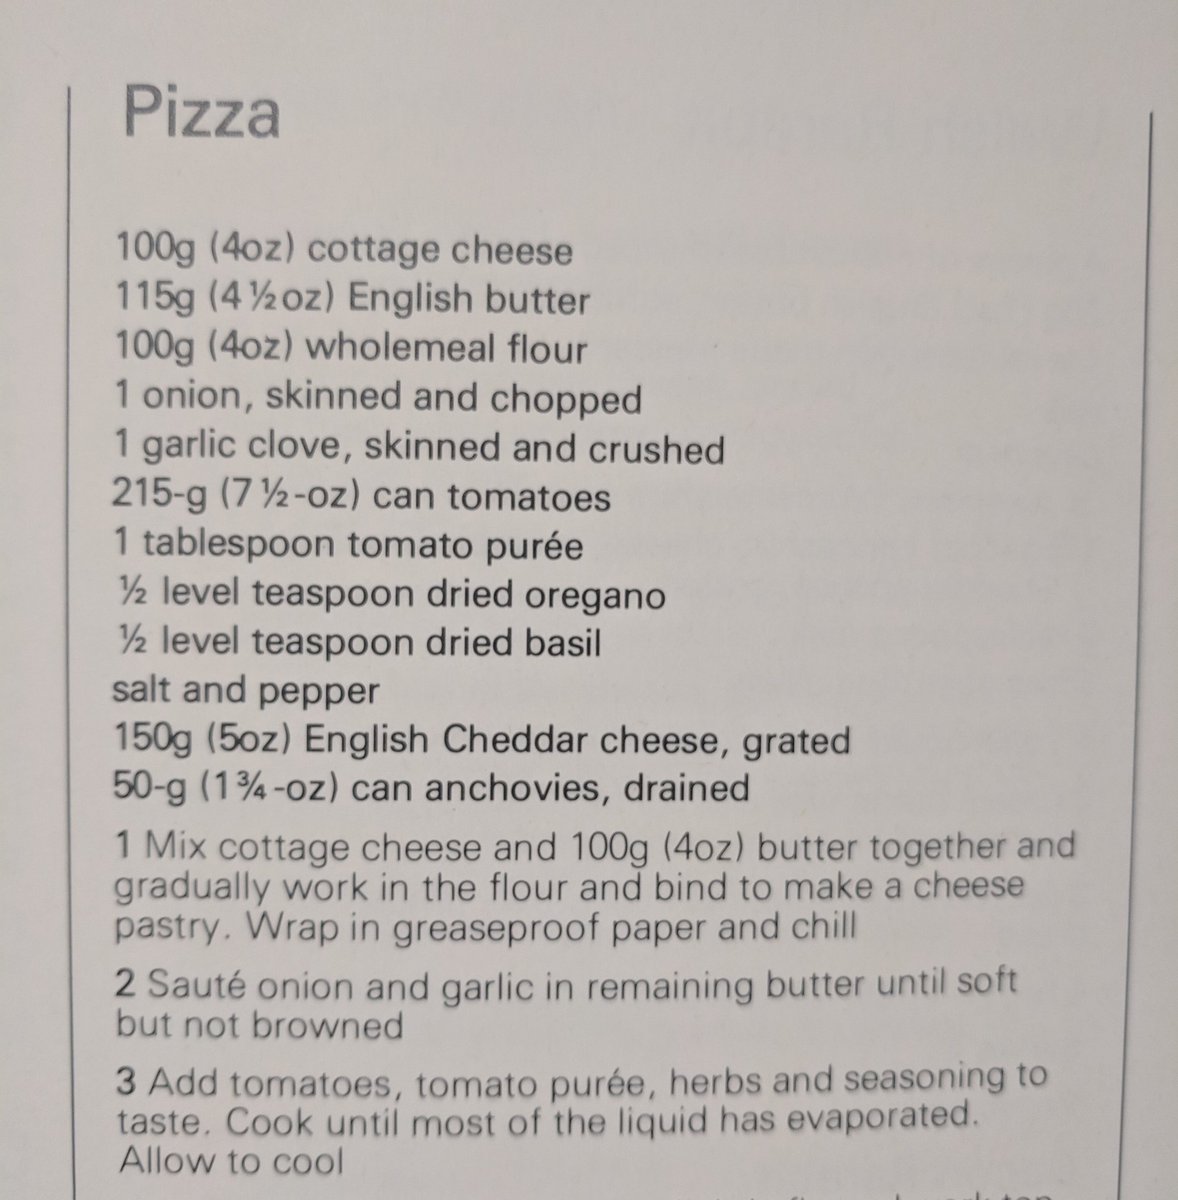 Pizza
100g (4oz) cottage cheese
115g (4½oz) English butter
100g (4oz) wholemeal flour
1 onion, skinned and chopped
1 garlic clove, skinned and crushed
215-g (7½-oz) can tomatoes
1 tablespoon tomato purée
½ level teaspoon dried oregano
½ level teaspoon dried basil
salt and pepper
150g (5oz) English Cheddar cheese, grated
50-g (1¾-oz) can anchovies, drained
1 Mix cottage cheese and 100g (4oz) butter together and
gradually work in the flour and bind to make a cheese
pastry. Wrap in greaseproof paper and chill
2 Sauté onion and garlic in remaining butter until soft
but not browned
3 Add tomatoes, tomato purée, herbs and seasoning to
taste. Cook until most of the liquid has evaporated.
Allow to cool